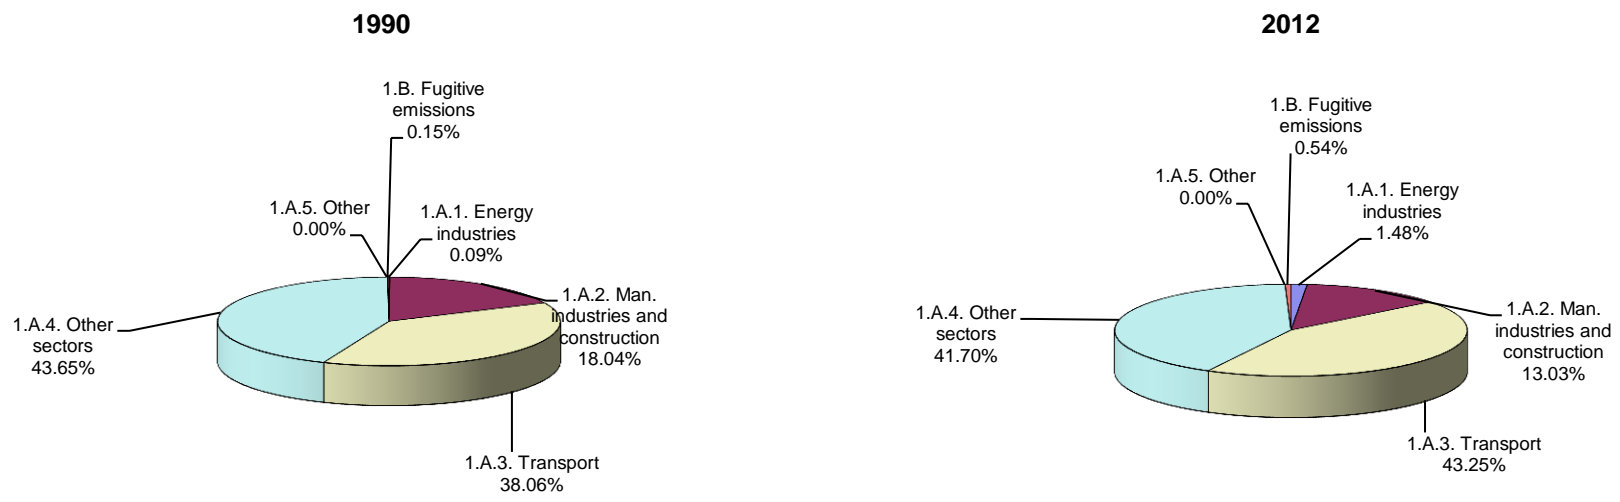 1990
1.B. Fugitive
emissions
0.15%
1.A.5. Other
0.00%
1.A.1. Energy
industries
0.09%
1.A.2. Man.
industries and
construction
18.04%
1.A.4. Other
sectors
43.65%
1.A.3. Transport
38.06%
2012
1.B. Fugitive
emissions
0.54%
1.A.5. Other
0.00%
1.A.1. Energy
industries
1.48%
1.A.2. Man.
industries and
construction
13.03%
1.A.4. Other
sectors
41.70%
1.A.3. Transport
43.25%